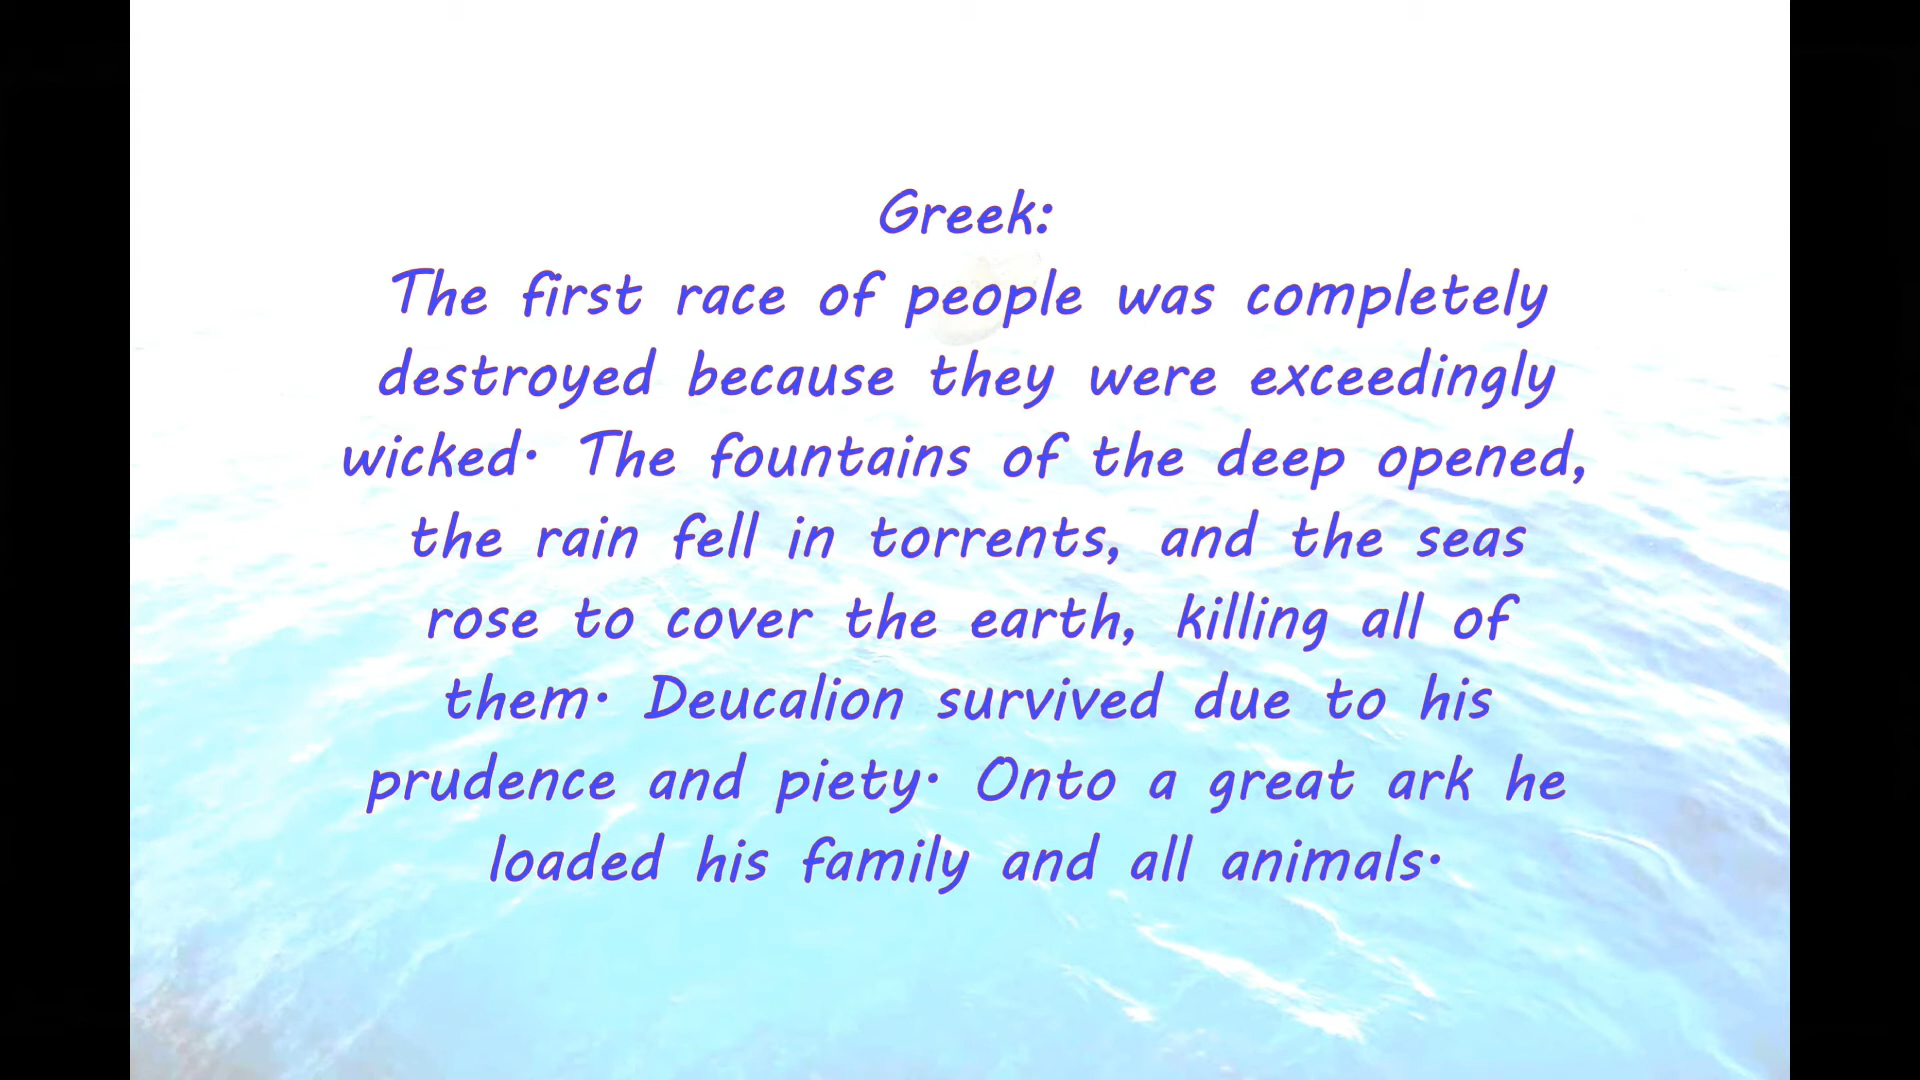 Greek:
The first race of people was completely
destroyed because they were exceedingly
wicked. The fountains of the deep opened,
the rain fell in torrents, and the seas
rose to cover the earth, killing all of
them. Deucalion survived due to his
prudence and piety. Onto a great ark he
loaded his family and all animals.